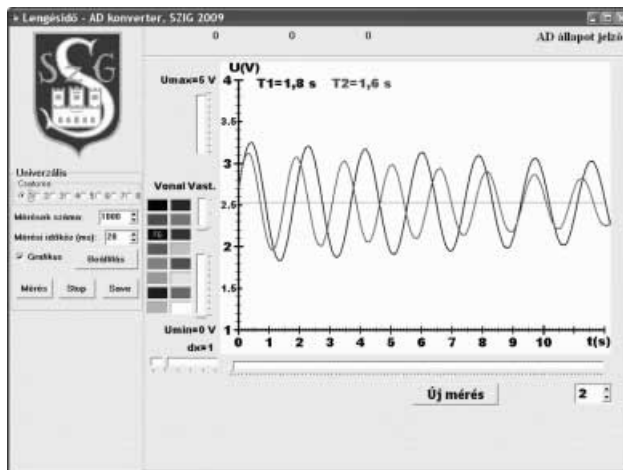 Lengésidő - AD konverter, SZIG 2009
0 0 0 AD állapot jelző
S Z G
Umax=5 V
U(V)
T1=1,8 s T2=1,6 s
4
3.5
3
2.5
2
1.5
1
0 1 2 3 4 5 6 7 8 9 10 t(s)
Univerzális
Mérések száma: 1000
Mérési időköz (ms): 20
Grafikus Beállítás
Mérés Stop Save
Vonal Vast.
Umin=0 V
dx=1
Új mérés 2